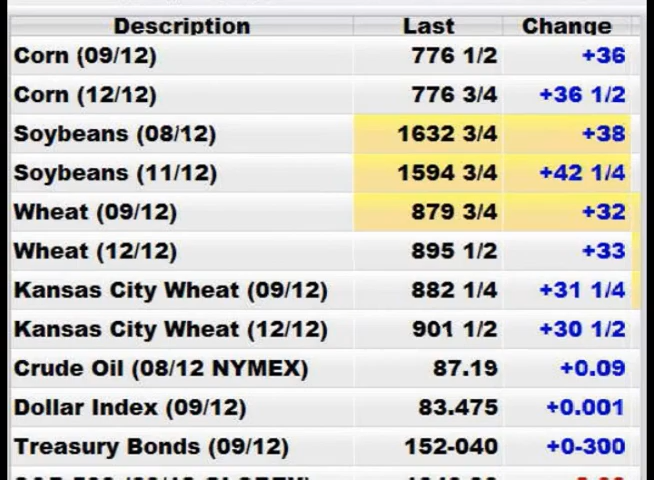 Description Last Change
Corn (09/12) 776 1/2 +36
Corn (12/12) 776 3/4 +36 1/2
Soybeans (08/12) 1632 3/4 +38
Soybeans (11/12) 1594 3/4 +42 1/4
Wheat (09/12) 879 3/4 +32
Wheat (12/12) 895 1/2 +33
Kansas City Wheat (09/12) 882 1/4 +31 1/4
Kansas City Wheat (12/12) 901 1/2 +30 1/2
Crude Oil (08/12 NYMEX) 87.19 +0.09
Dollar Index (09/12) 83.475 +0.001
Treasury Bonds (09/12) 152-040 +0-300